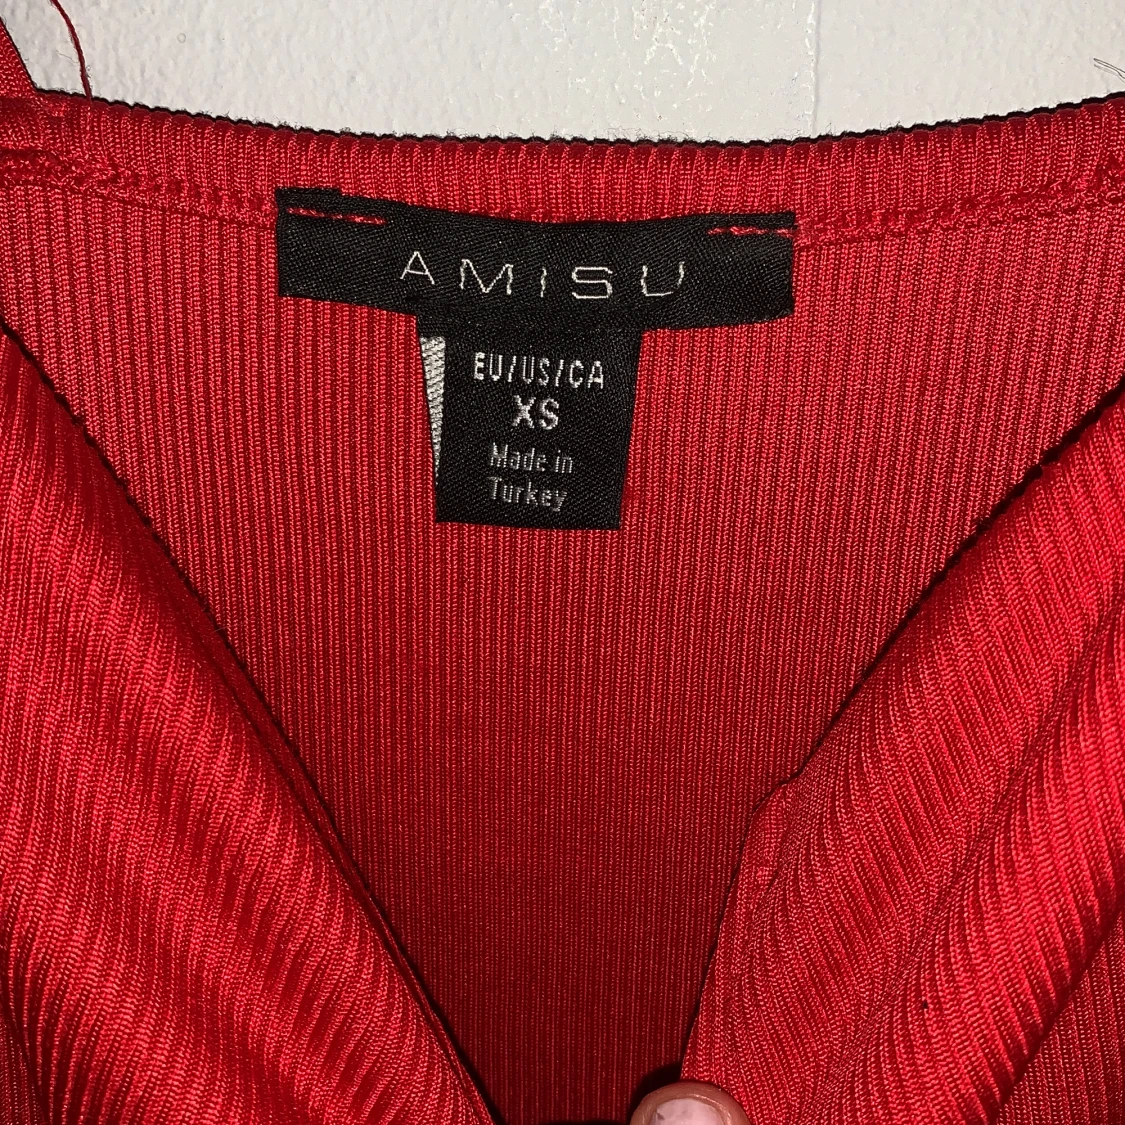 AMISU
EU/US/CA
XS
Made in
Turkey